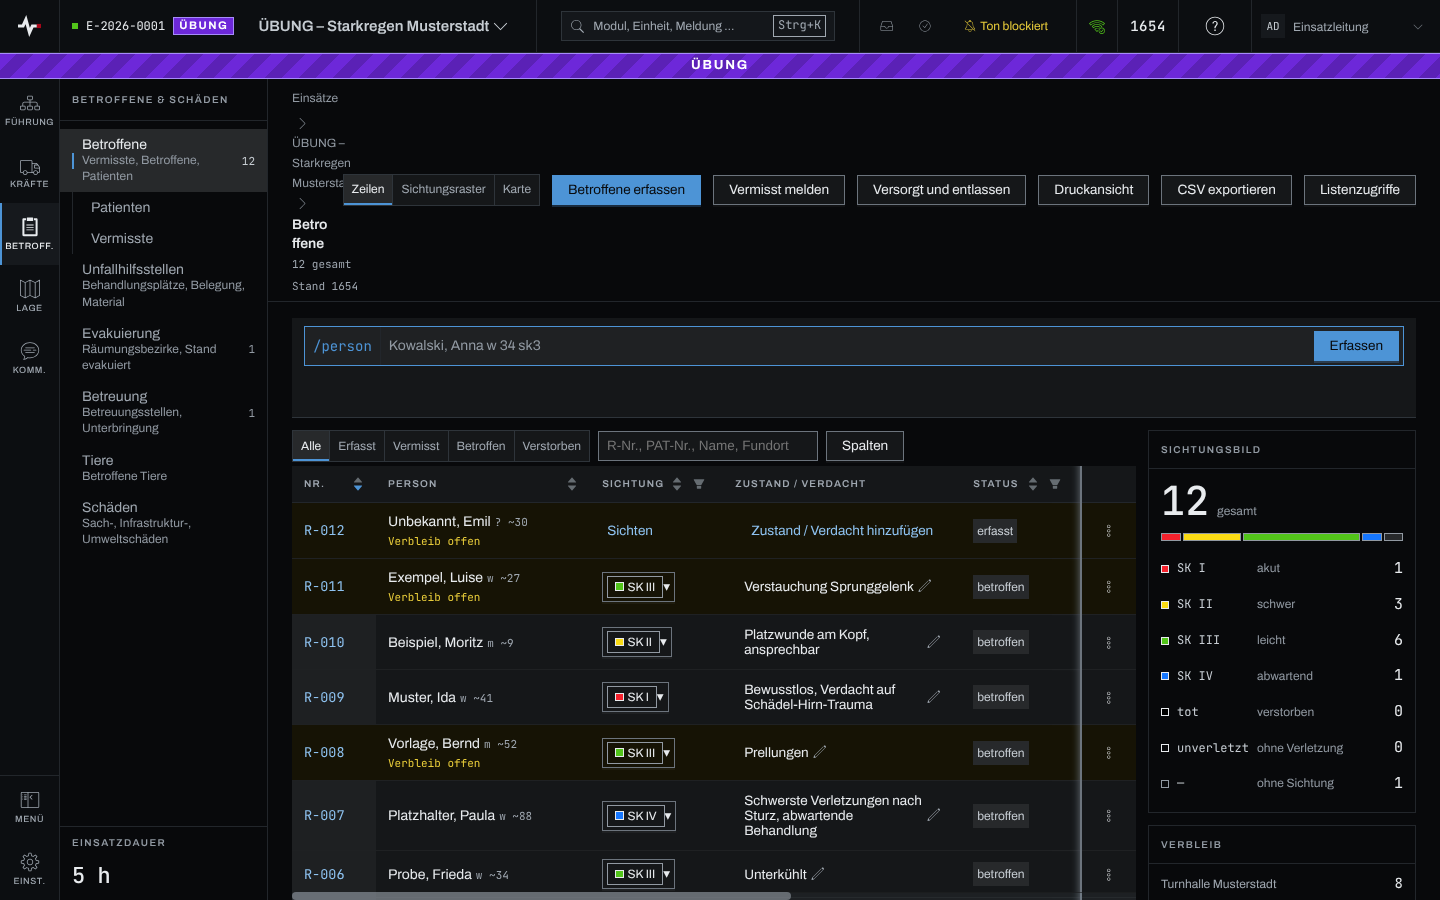 E-2026-0001 ÜBUNG ÜBUNG – Starkregen Musterstadt Modul, Einheit, Meldung ... Strg+K Ton blockiert 1654 ? AD Einsatzleitung
ÜBUNG
FÜHRUNG
KRÄFTE
BETROFF.
LAGE
KOMM.
MENÜ
EINST.
BETROFFENE & SCHÄDEN
Betroffene
Vermisste, Betroffene,
Patienten
12
Patienten
Vermisste
Unfallhilfsstellen
Behandlungsplätze, Belegung,
Material
Evakuierung
Räumungsbezirke, Stand
evakuiert
1
Betreuung
Betreuungsstellen,
Unterbringung
1
Tiere
Betroffene Tiere
Schäden
Sach-, Infrastruktur-,
Umweltschäden
EINSATZDAUER
5 h
Einsätze
ÜBUNG –
Starkregen
Mustersta
Betro
ffene
12 gesamt
Stand 1654
Zeilen Sichtungsraster Karte Betroffene erfassen Vermisst melden Versorgt und entlassen Druckansicht CSV exportieren Listenzugriffe
/person Kowalski, Anna w 34 sk3 Erfassen
Alle Erfasst Vermisst Betroffen Verstorben R-Nr., PAT-Nr., Name, Fundort Spalten
NR. PERSON SICHTUNG ZUSTAND / VERDACHT STATUS
R-012 Unbekannt, Emil ? ~30 Sichten Zustand / Verdacht hinzufügen erfasst
Verbleib offen
R-011 Exempel, Luise w ~27 SK III Verstauchung Sprunggelenk betroffen
Verbleib offen
R-010 Beispiel, Moritz m ~9 SK II Platzwunde am Kopf, betroffen
ansprechbar
R-009 Muster, Ida w ~41 SK I Bewusstlos, Verdacht auf betroffen
Schädel-Hirn-Trauma
R-008 Vorlage, Bernd m ~52 SK III Prellungen betroffen
Verbleib offen
R-007 Platzhalter, Paula w ~88 SK IV Schwerste Verletzungen nach betroffen
Sturz, abwartende
Behandlung
R-006 Probe, Frieda w ~34 SK III Unterkühlt betroffen
SICHTUNGSBILD
12 gesamt
SK I akut 1
SK II schwer 3
SK III leicht 6
SK IV abwartend 1
tot verstorben 0
unverletzt ohne Verletzung 0
– ohne Sichtung 1
VERBLEIB
Turnhalle Musterstadt 8